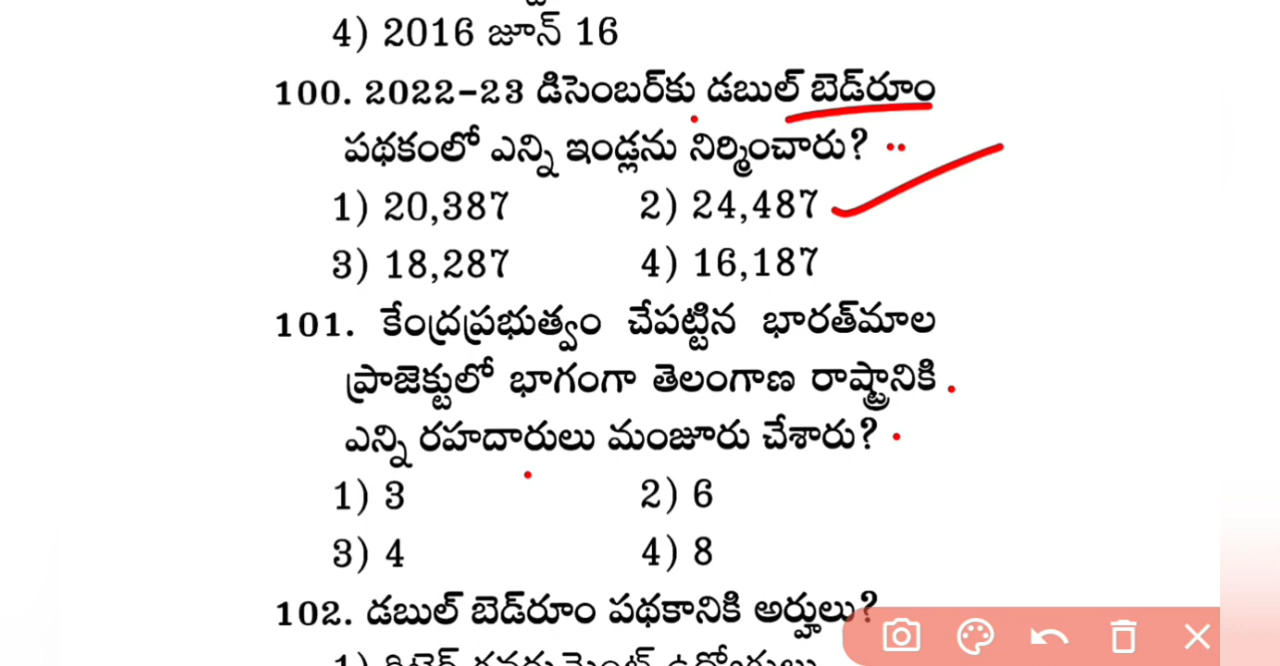 4) 2016 జూన్ 16
100. 2022-23 డిసెంబర్‌కు డబుల్ బెడ్‌రూం
పథకంలో ఎన్ని ఇండ్లను నిర్మించారు?
1) 20,387 2) 24,487
3) 18,287 4) 16,187
101. కేంద్రప్రభుత్వం చేపట్టిన భారత్‌మాల
ప్రాజెక్టులో భాగంగా తెలంగాణ రాష్ట్రానికి
ఎన్ని రహదారులు మంజూరు చేశారు?
1) 3 2) 6
3) 4 4) 8
102. డబుల్ బెడ్‌రూం పథకానికి అర్హులు?